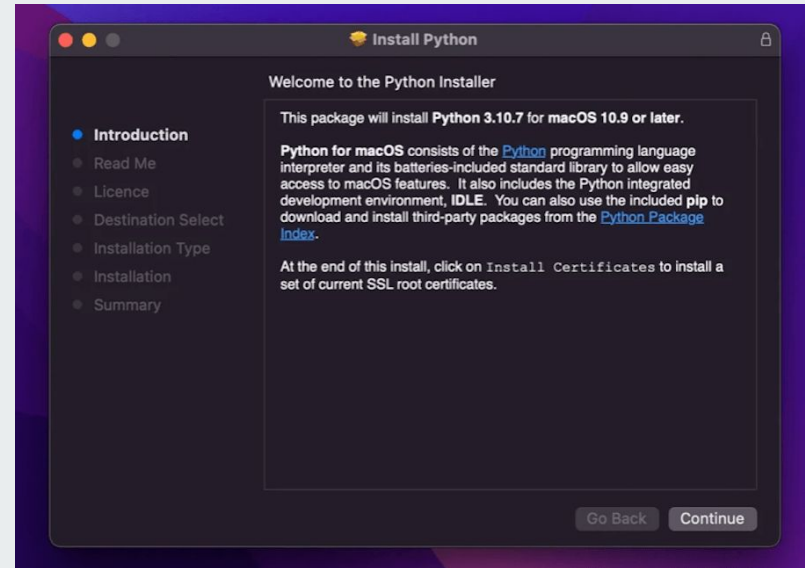 Install Python
Welcome to the Python Installer
Introduction
Read Me
Licence
Destination Select
Installation Type
Installation
Summary
This package will install Python 3.10.7 for macOS 10.9 or later.
Python for macOS consists of the Python programming language
interpreter and its batteries-included standard library to allow easy
access to macOS features. It also includes the Python integrated
development environment, IDLE. You can also use the included pip to
download and install third-party packages from the Python Package
Index.
At the end of this install, click on Install Certificates to install a
set of current SSL root certificates.
Go Back
Continue